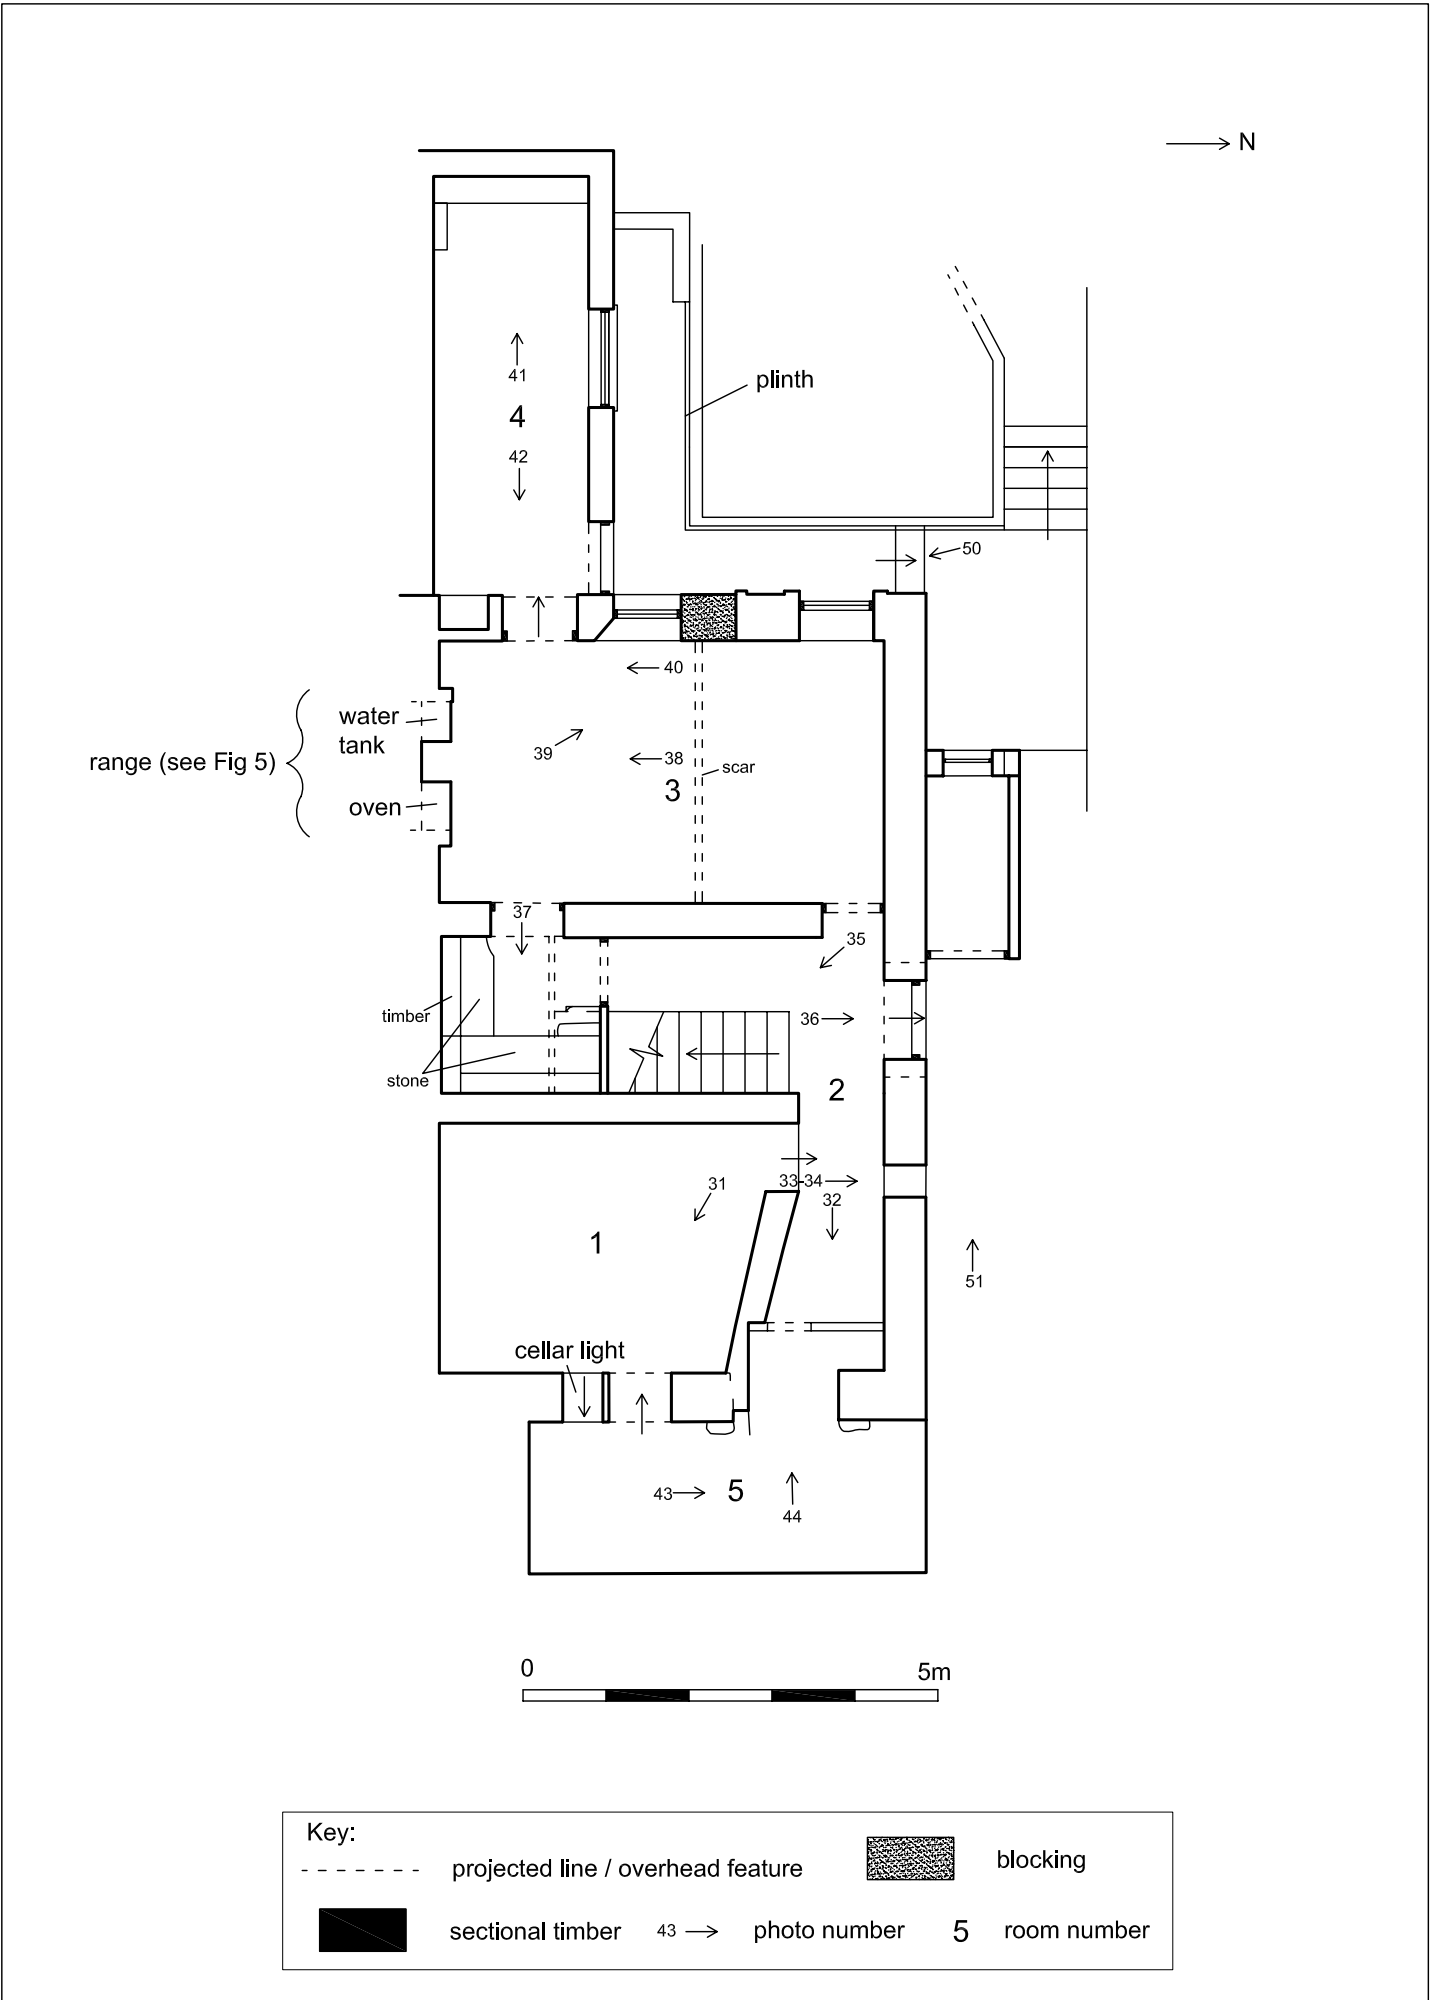 N
41
4
42
plinth
50
40
water
tank
39
38
range (see Fig 5)
scar
3
oven
37
35
timber
36
stone
2
31
33-34
32
1
51
cellar light
43
5
44
0
5m
Key:
projected line / overhead feature
blocking
sectional timber
43
photo number
5
room number